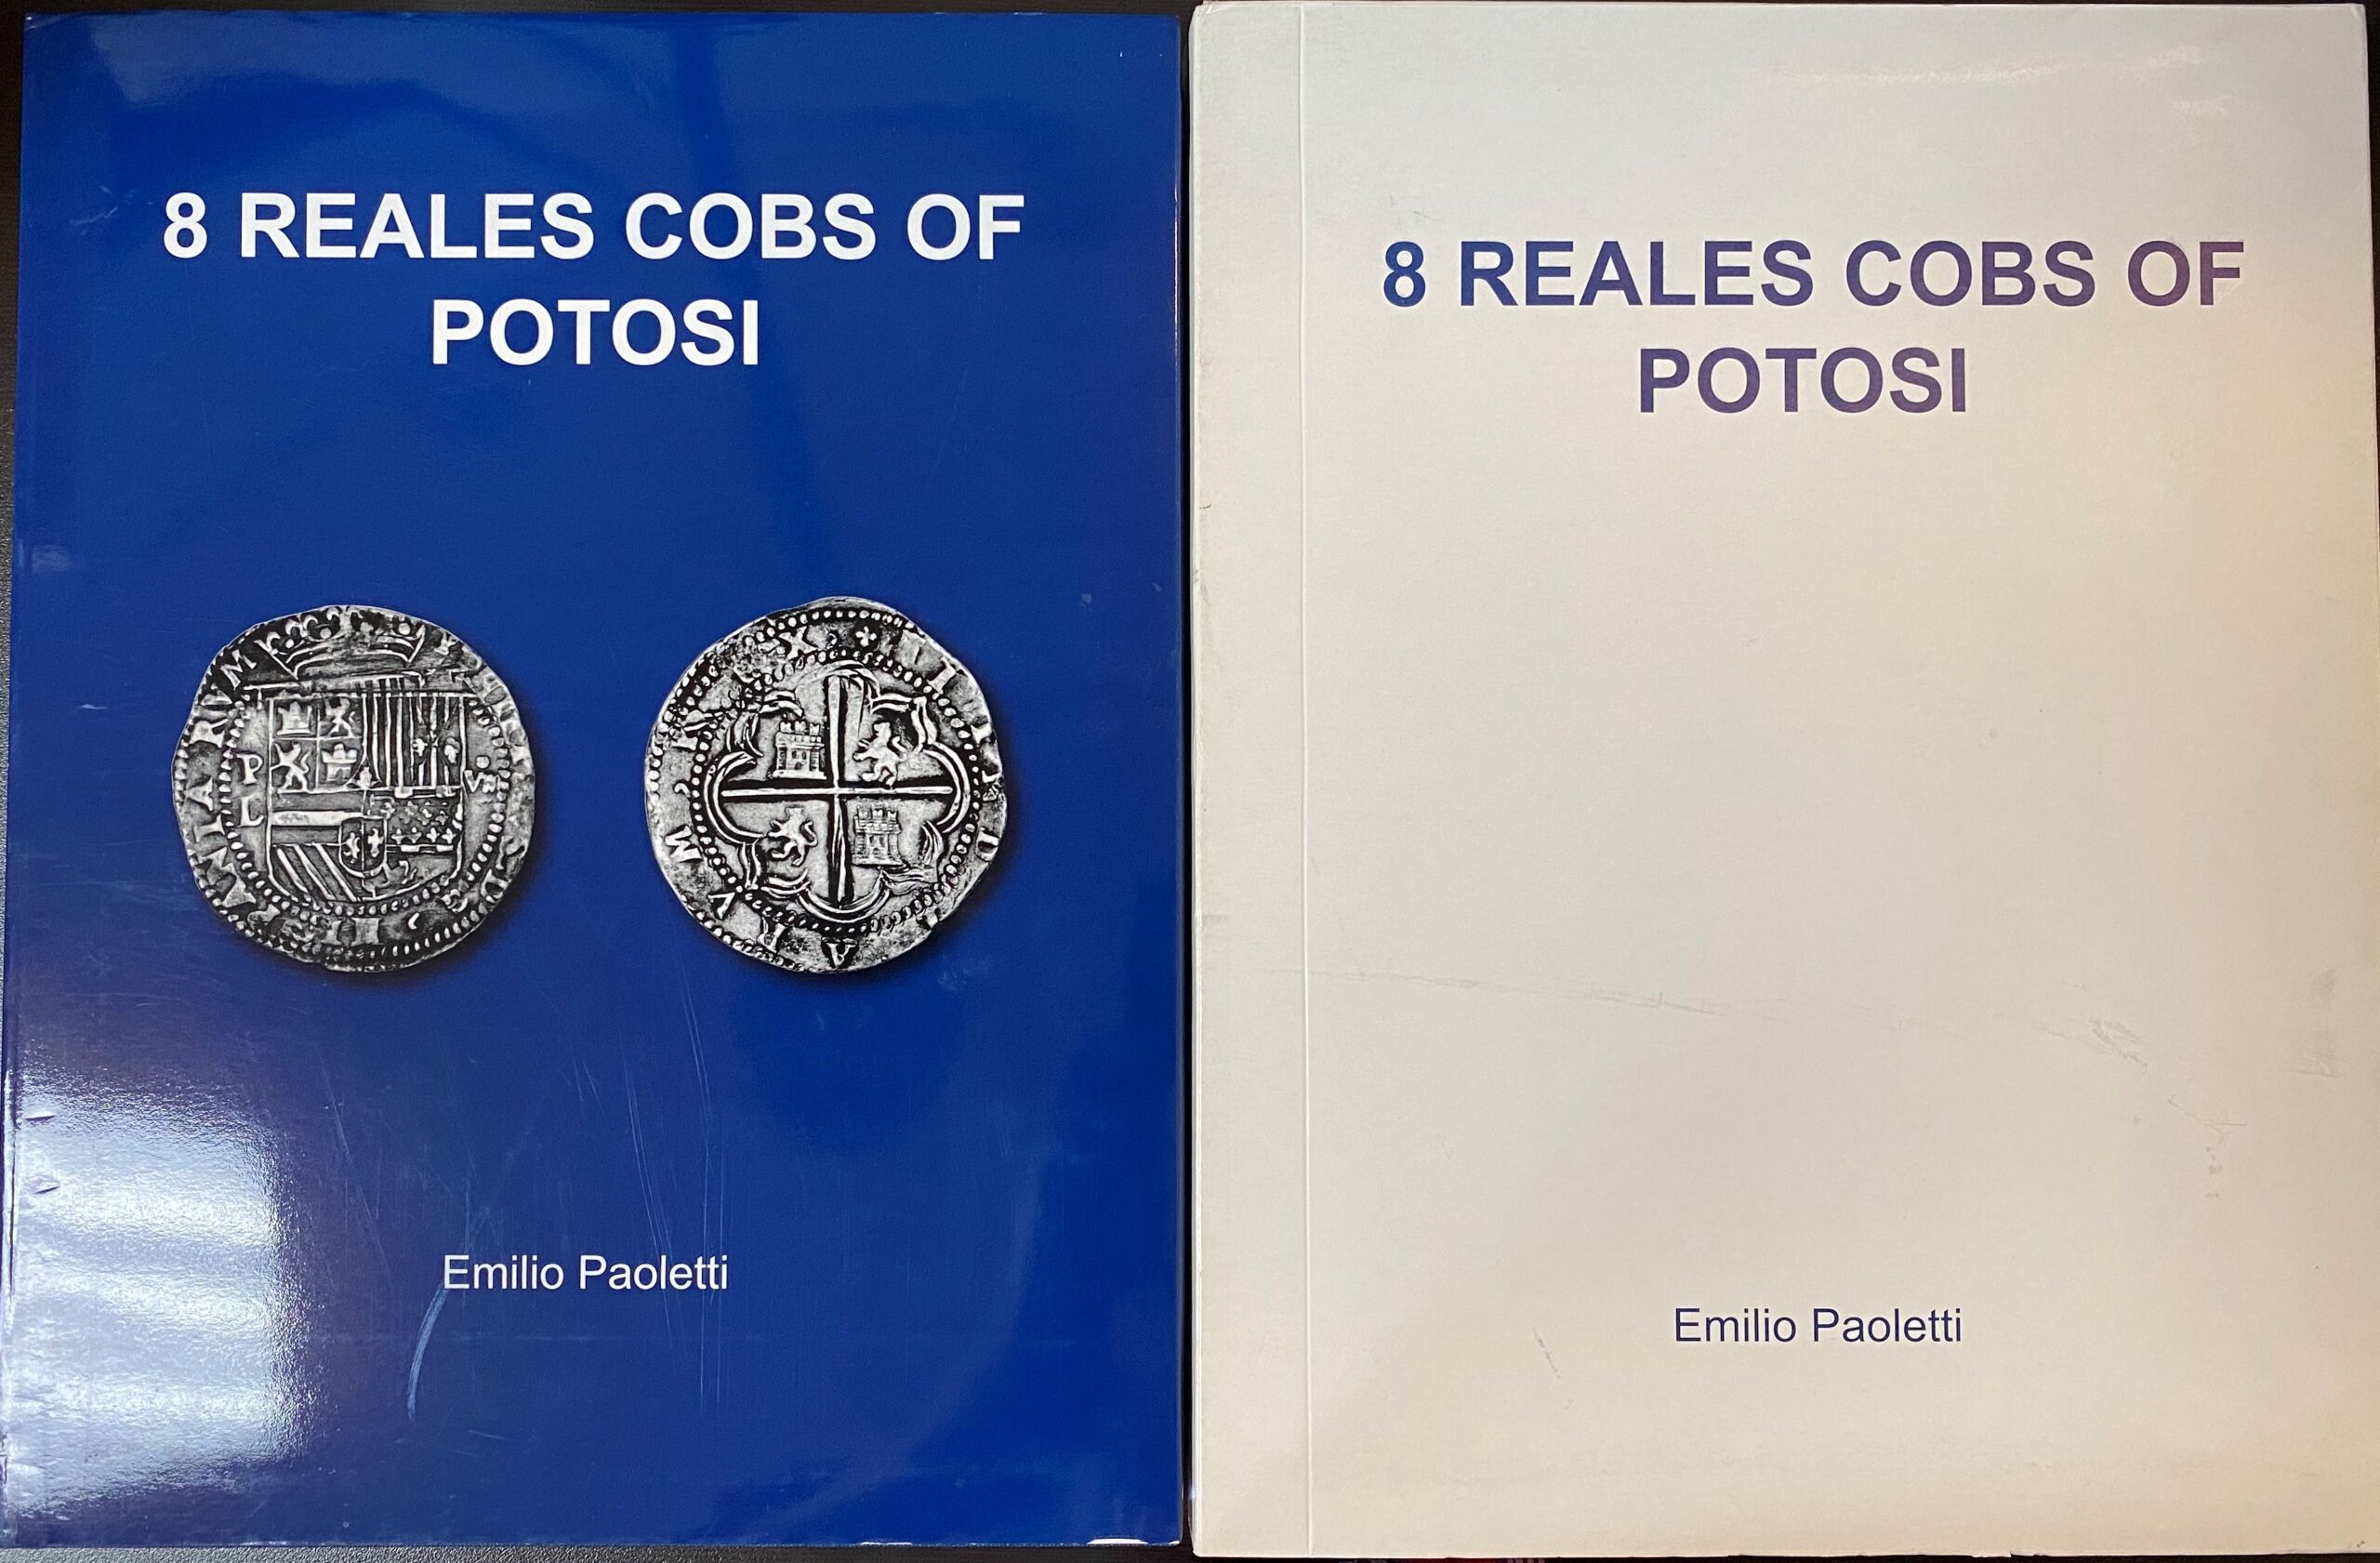 8 REALES COBS OF
POTOSI
P
L
Emilio Paoletti
8 REALES COBS OF
POTOSI
Emilio Paoletti